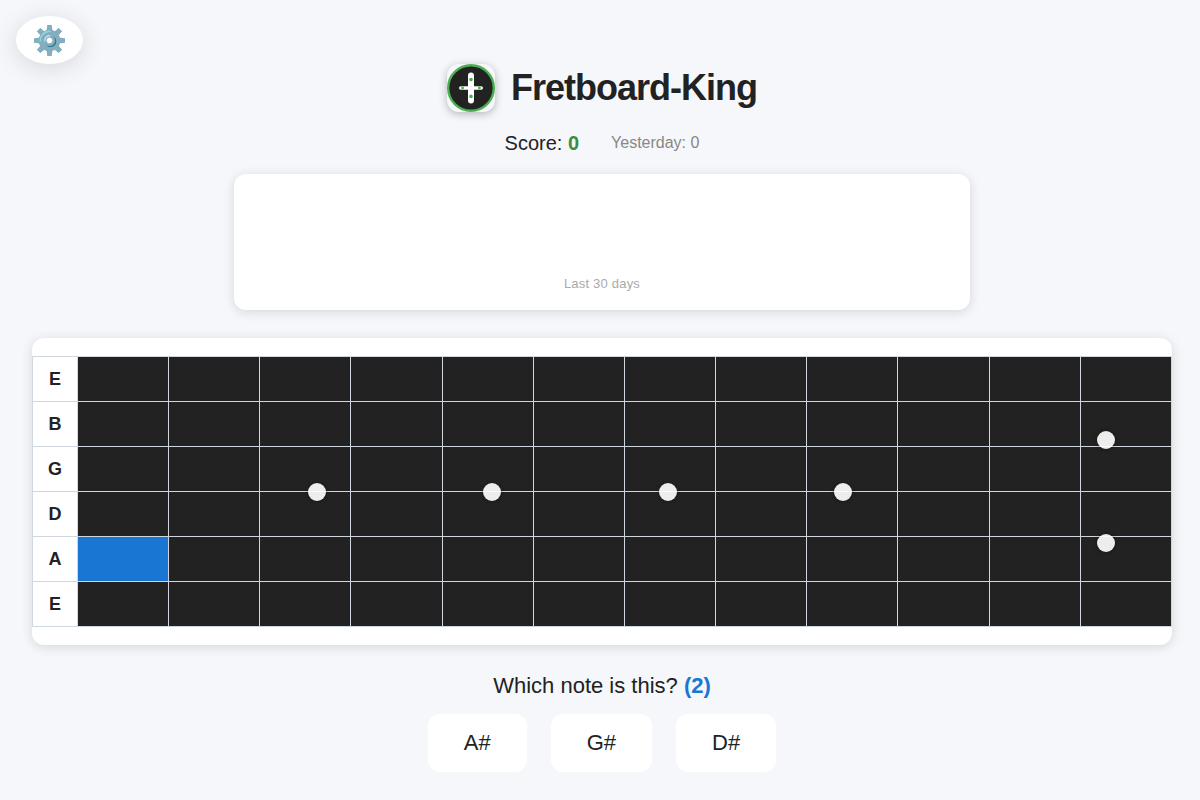 Fretboard-King
Score: 0 Yesterday: 0
Last 30 days
E
B
G
D
A
E
Which note is this? (2)
A# G# D#